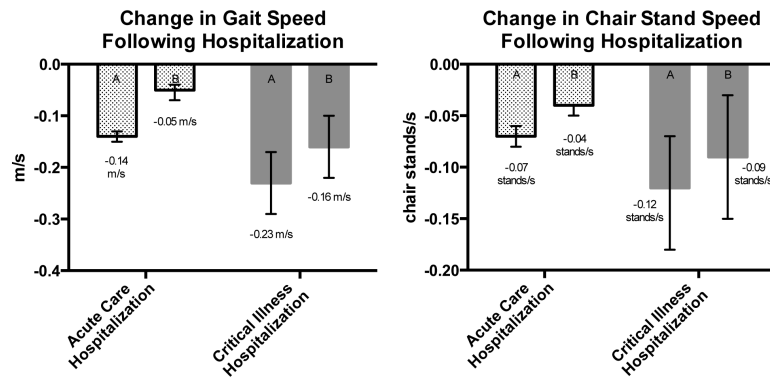 Change in Gait Speed
Following Hospitalization
0.0
-0.1
-0.2
-0.3
-0.4
m/s
A
B
A
B
-0.14
m/s
-0.05 m/s
-0.23 m/s
-0.16 m/s
Acute Care
Hospitalization
Critical Illness
Hospitalization
Change in Chair Stand Speed
Following Hospitalization
0.00
-0.05
-0.10
-0.15
-0.20
chair stands/s
A
B
A
B
-0.07
stands/s
-0.04
stands/s
-0.12
stands/s
-0.09
stands/s
Acute Care
Hospitalization
Critical Illness
Hospitalization